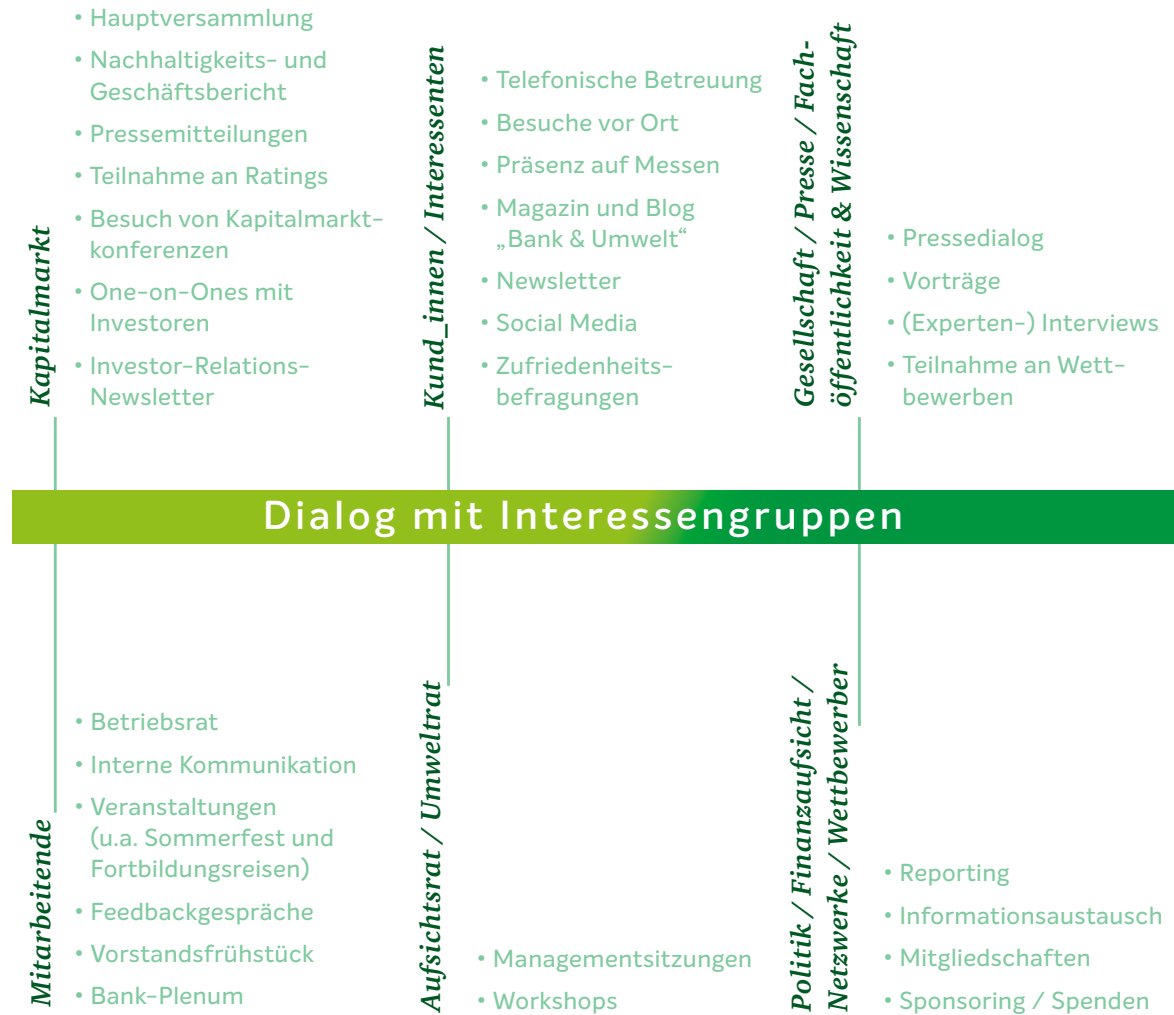 Kapitalmarkt
• Hauptversammlung
• Nachhaltigkeits- und
Geschäftsbericht
• Pressemitteilungen
• Teilnahme an Ratings
• Besuch von Kapitalmarkt-
konferenzen
• One-on-Ones mit
Investoren
• Investor-Relations-
Newsletter
Kund_innen / Interessenten
• Telefonische Betreuung
• Besuche vor Ort
• Präsenz auf Messen
• Magazin und Blog
„Bank & Umwelt“
• Newsletter
• Social Media
• Zufriedenheits-
befragungen
Gesellschaft / Presse / Fach-
öffentlichkeit & Wissenschaft
• Pressedialog
• Vorträge
• (Experten-) Interviews
• Teilnahme an Wett-
bewerben
Dialog mit Interessengruppen
Mitarbeitende
• Betriebsrat
• Interne Kommunikation
• Veranstaltungen
(u.a. Sommerfest und
Fortbildungsreisen)
• Feedbackgespräche
• Vorstandsfrühstück
• Bank-Plenum
Aufsichtsrat / Umweltrat
• Managementsitzungen
• Workshops
Politik / Finanzaufsicht /
Netzwerke / Wettbewerber
• Reporting
• Informationsaustausch
• Mitgliedschaften
• Sponsoring / Spenden